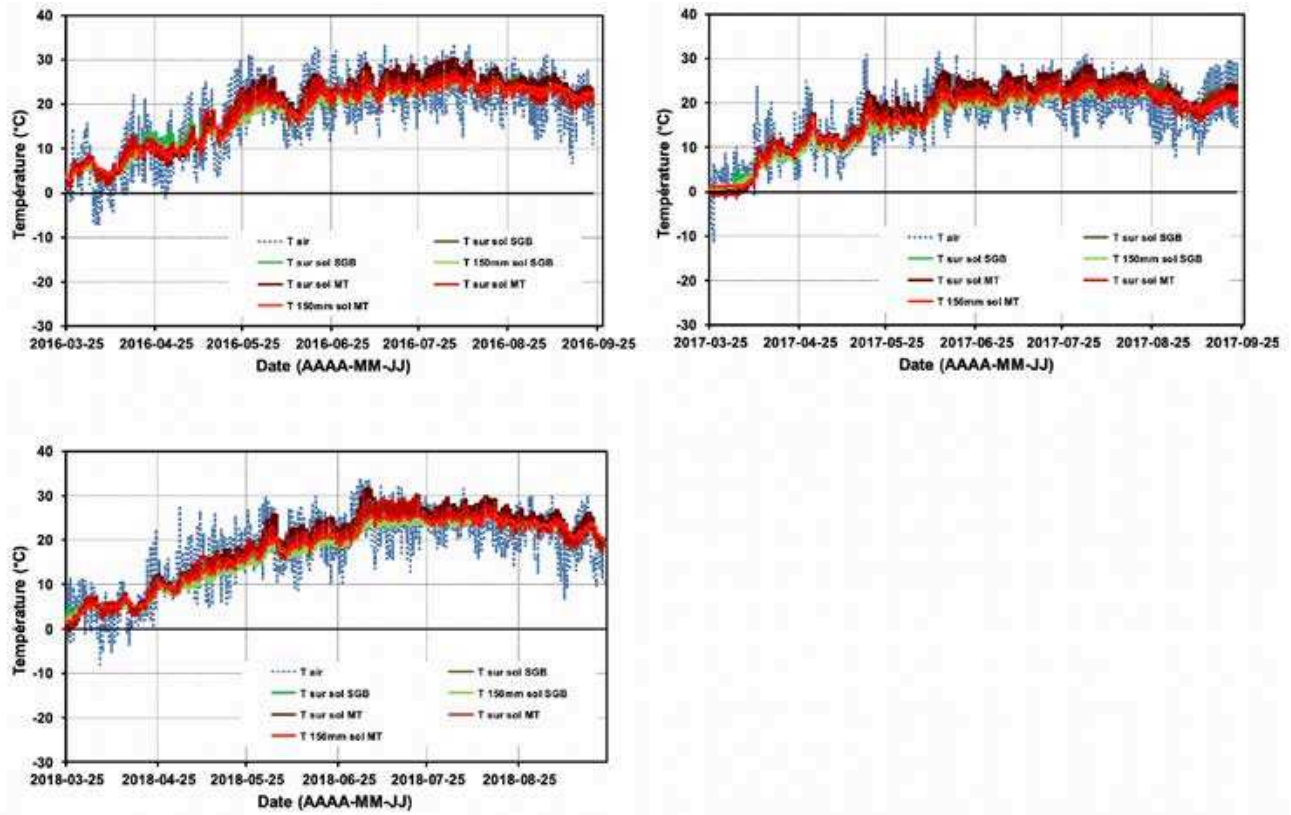 40
30
20
10
0
-10
-20
-30
Température (°C)
T air
T sur sol SGB
T sur sol SGB
T 150mm sol SGB
T sur sol MT
T sur sol MT
T 150mm sol MT
2016-03-25 2016-04-25 2016-05-25 2016-06-25 2016-07-25 2016-08-25 2016-09-25
Date (AAAA-MM-JJ)
40
30
20
10
0
-10
-20
-30
Température (°C)
T air
T sur sol SGB
T sur sol SGB
T 150mm sol SGB
T sur sol MT
T sur sol MT
T 150mm sol MT
2017-03-25 2017-04-25 2017-05-25 2017-06-25 2017-07-25 2017-08-25 2017-09-25
Date (AAAA-MM-JJ)
40
30
20
10
0
-10
-20
-30
Température (°C)
T air
T sur sol SGB
T sur sol SGB
T 150mm sol SGB
T sur sol MT
T sur sol MT
T 150mm sol MT
2018-03-25 2018-04-25 2018-05-25 2018-06-25 2018-07-25 2018-08-25
Date (AAAA-MM-JJ)